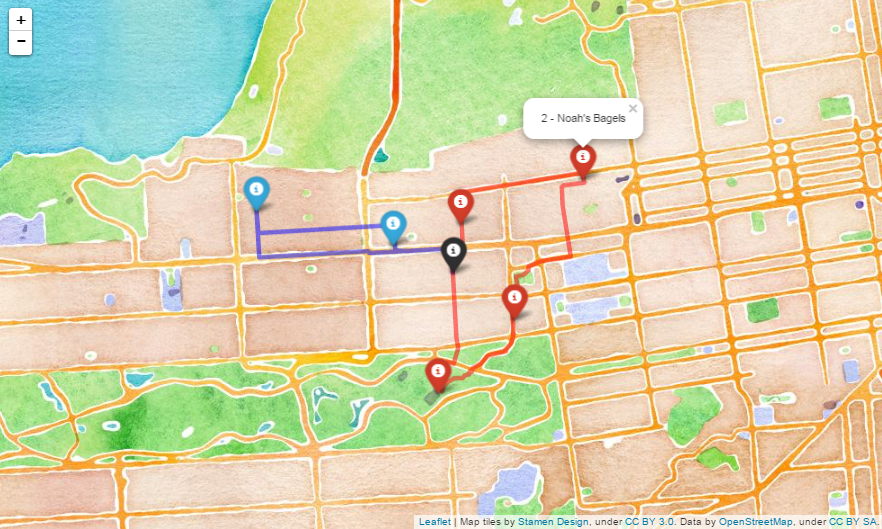 +
−
2 - Noah's Bagels
×
i
i
i
i
i
i
i
Leaflet | Map tiles by Stamen Design, under CC BY 3.0. Data by OpenStreetMap, under CC BY SA